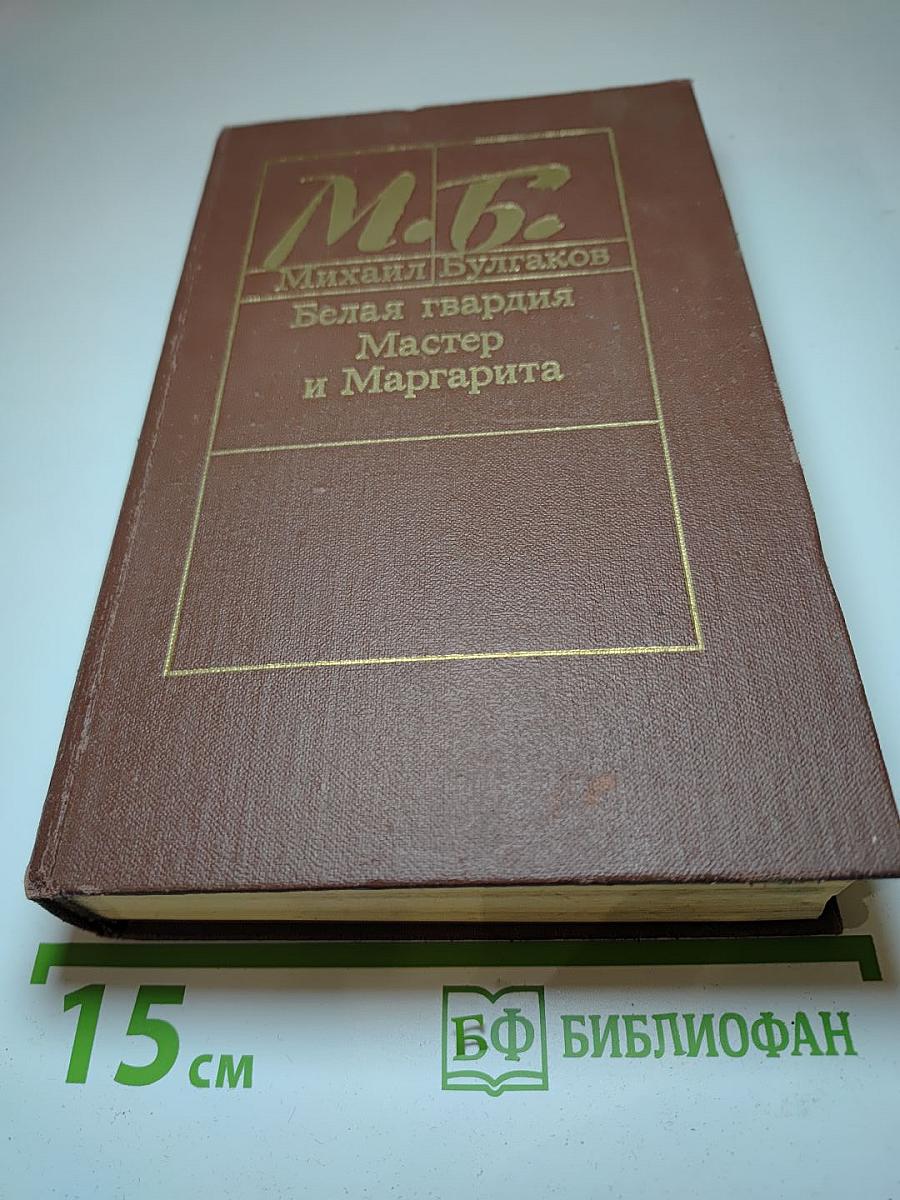 М.Б.
Михаил Булгаков
Белая гвардия
Мастер
и Маргарита
15 см
БФ БИБЛИОФАН